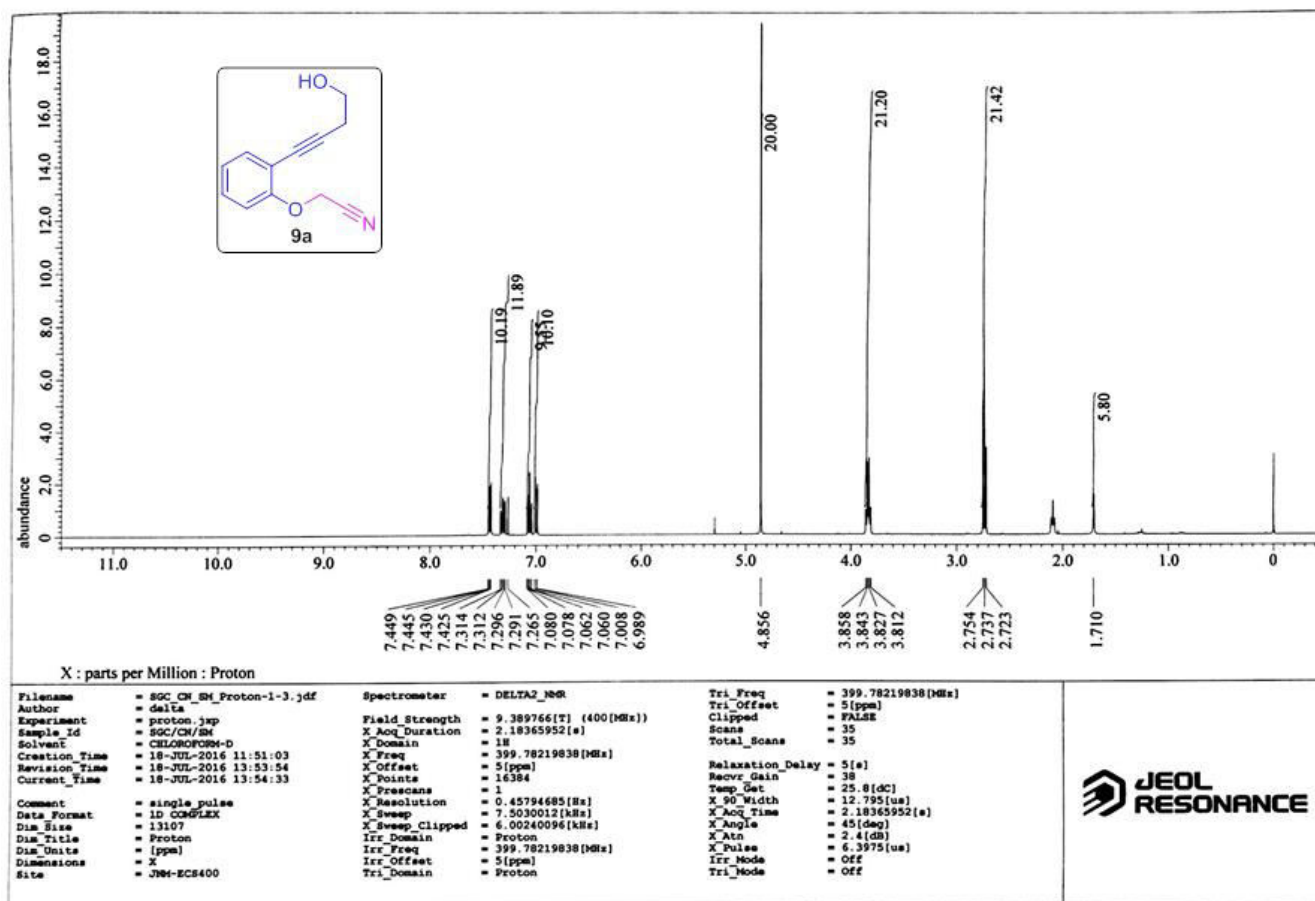 HO
O
N
9a
abundance
18.0
16.0
14.0
12.0
10.0
8.0
6.0
4.0
2.0
0
10.19
11.89
9.55
10.10
20.00
21.20
21.42
5.80
11.0 10.0 9.0 8.0 7.0 6.0 5.0 4.0 3.0 2.0 1.0 0
7.449
7.445
7.430
7.425
7.314
7.312
7.296
7.291
7.265
7.080
7.078
7.062
7.060
7.008
6.989
4.856
3.858
3.843
3.827
3.812
2.754
2.737
2.723
1.710
X : parts per Million : Proton
Filename = SGC_CN_SM_Proton-1-3.jdf
Author = delta
Experiment = proton.jxp
Sample_Id = SGC/CN/SM
Solvent = CHLOROFORM-D
Creation_Time = 18-JUL-2016 11:51:03
Revision_Time = 18-JUL-2016 13:53:54
Current_Time = 18-JUL-2016 13:54:33
Comment = single_pulse
Data_Format = 1D COMPLEX
Dim_Size = 13107
Dim_Title = Proton
Dim_Units = [ppm]
Dimensions = X
Site = JNM-ECS400
Spectrometer = DELTA2_NMR
Field_Strength = 9.389766[T] (400[MHz])
X_Acq_Duration = 2.18365952[s]
X_Domain = 1H
X_Freq = 399.78219838[MHz]
X_Offset = 5[ppm]
X_Points = 16384
X_Prescans = 1
X_Resolution = 0.45794685[Hz]
X_Sweep = 7.5030012[kHz]
X_Sweep_Clipped = 6.00240096[kHz]
Irr_Domain = Proton
Irr_Freq = 399.78219838[MHz]
Irr_Offset = 5[ppm]
Tri_Domain = Proton
Tri_Freq = 399.78219838[MHz]
Tri_Offset = 5[ppm]
Clipped = FALSE
Scans = 35
Total_Scans = 35
Relaxation_Delay = 5[s]
Recvr_Gain = 38
Temp_Get = 25.8[dC]
X_90_Width = 12.795[us]
X_Acq_Time = 2.18365952[s]
X_Angle = 45[deg]
X_Atn = 2.4[dB]
X_Pulse = 6.3975[us]
Irr_Mode = Off
Tri_Mode = Off
JEOL
RESONANCE